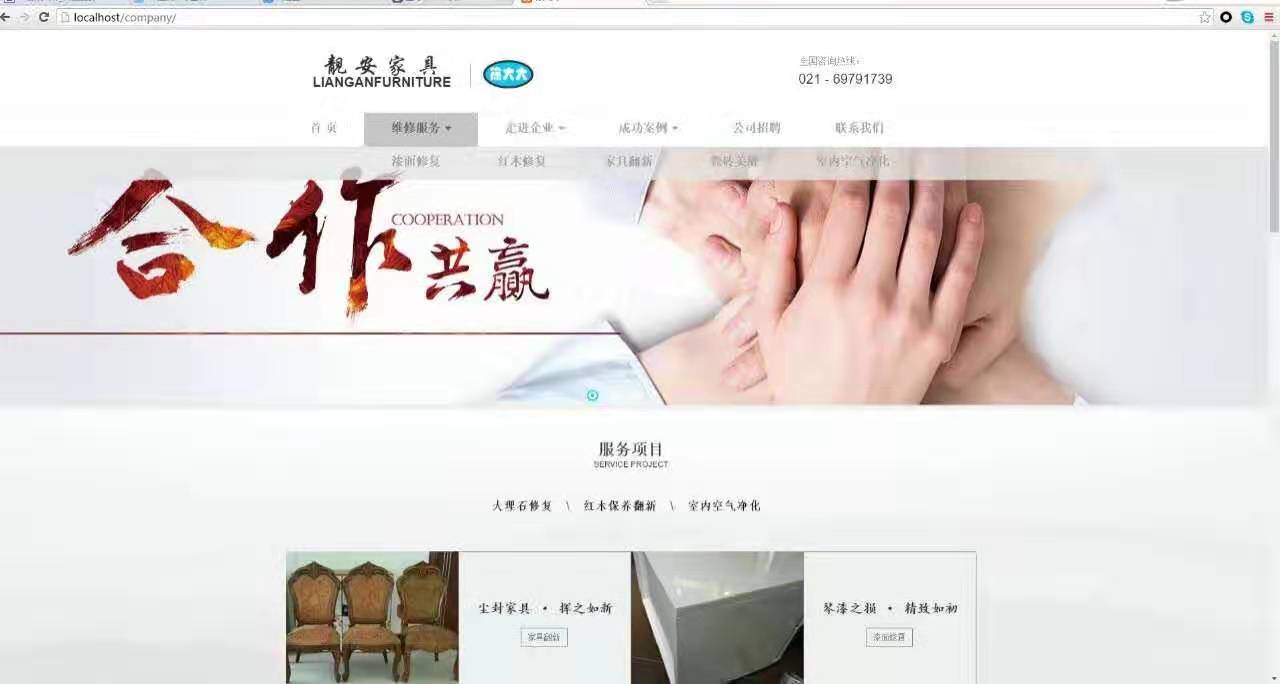 localhost/company/
靓安家具
LIANGANFURNITURE
全国咨询热线：
021 - 69791739
首页 维修服务 走进企业 成功案例 公司招聘 联系我们
漆面修复 红木修复 家具翻新 瓷砖美缝 室内空气净化
合作
COOPERATION
共赢
服务项目
SERVICE PROJECT
大理石修复 \ 红木保养翻新 \ 室内空气净化
尘封家具 · 挥之如新
家具翻新
琴漆之损 · 精致如初
漆面修复